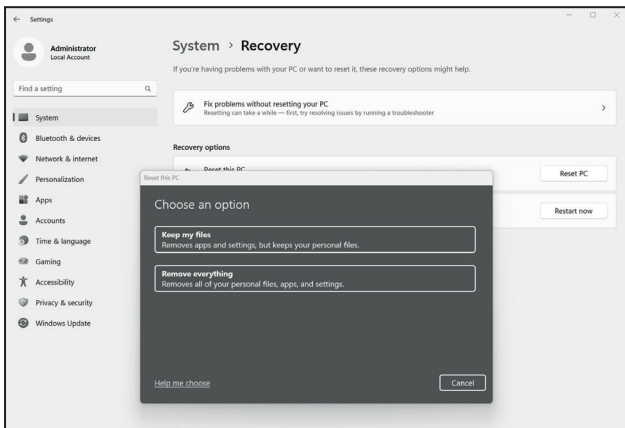 Settings
Administrator
Local Account
Find a setting
System
Bluetooth & devices
Network & internet
Personalization
Apps
Accounts
Time & language
Gaming
Accessibility
Privacy & security
Windows Update
System > Recovery
If you're having problems with your PC or want to reset it, these recovery options might help.
Fix problems without resetting your PC
Resetting can take a while — first, try resolving issues by running a troubleshooter
Recovery options
Reset this PC
Reset PC
Restart now
Reset this PC
Choose an option
Keep my files
Removes apps and settings, but keeps your personal files.
Remove everything
Removes all of your personal files, apps, and settings.
Help me choose
Cancel